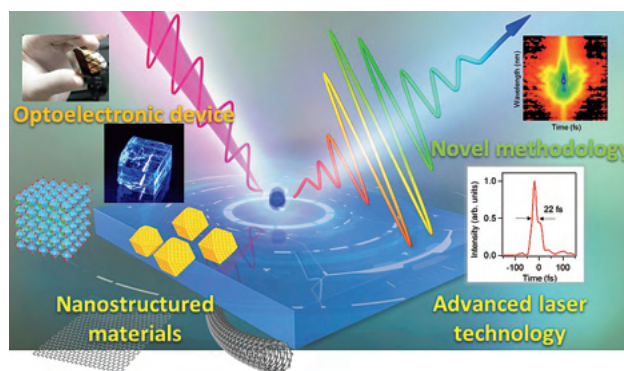 Optoelectronic device
Wavelength (nm)
Time (fs)
Novel methodology
Intensity (arb. units)
1.0
0.5
0.0
22 fs
-100
0
100
Time (fs)
Nanostructured
materials
Advanced laser
technology